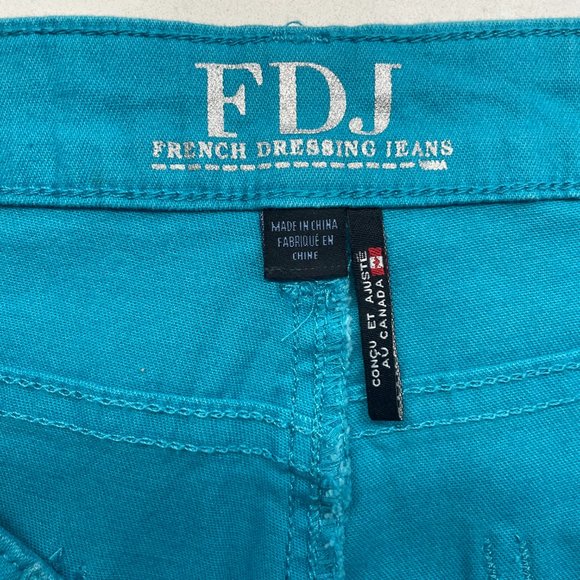 FDJ
FRENCH DRESSING JEANS
MADE IN CHINA
FABRIQUÉ EN
CHINE
CONÇU ET AJUSTÉ
AU CANADA